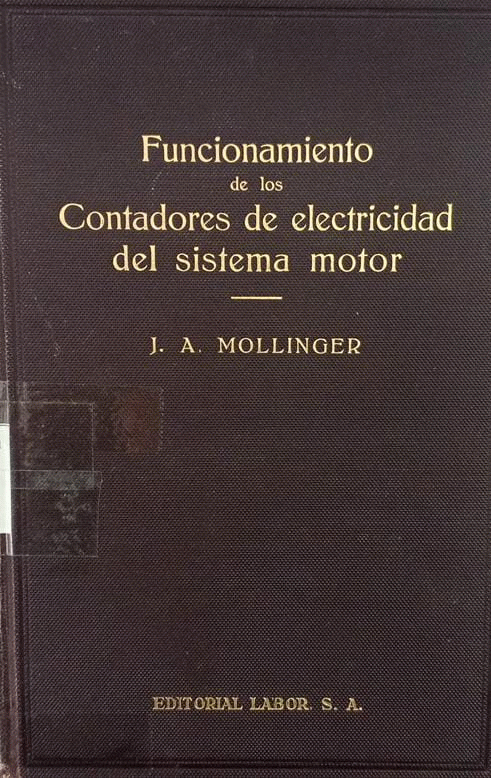 Funcionamiento
de los
Contadores de electricidad
del sistema motor
J. A. MOLLINGER
EDITORIAL LABOR. S. A.